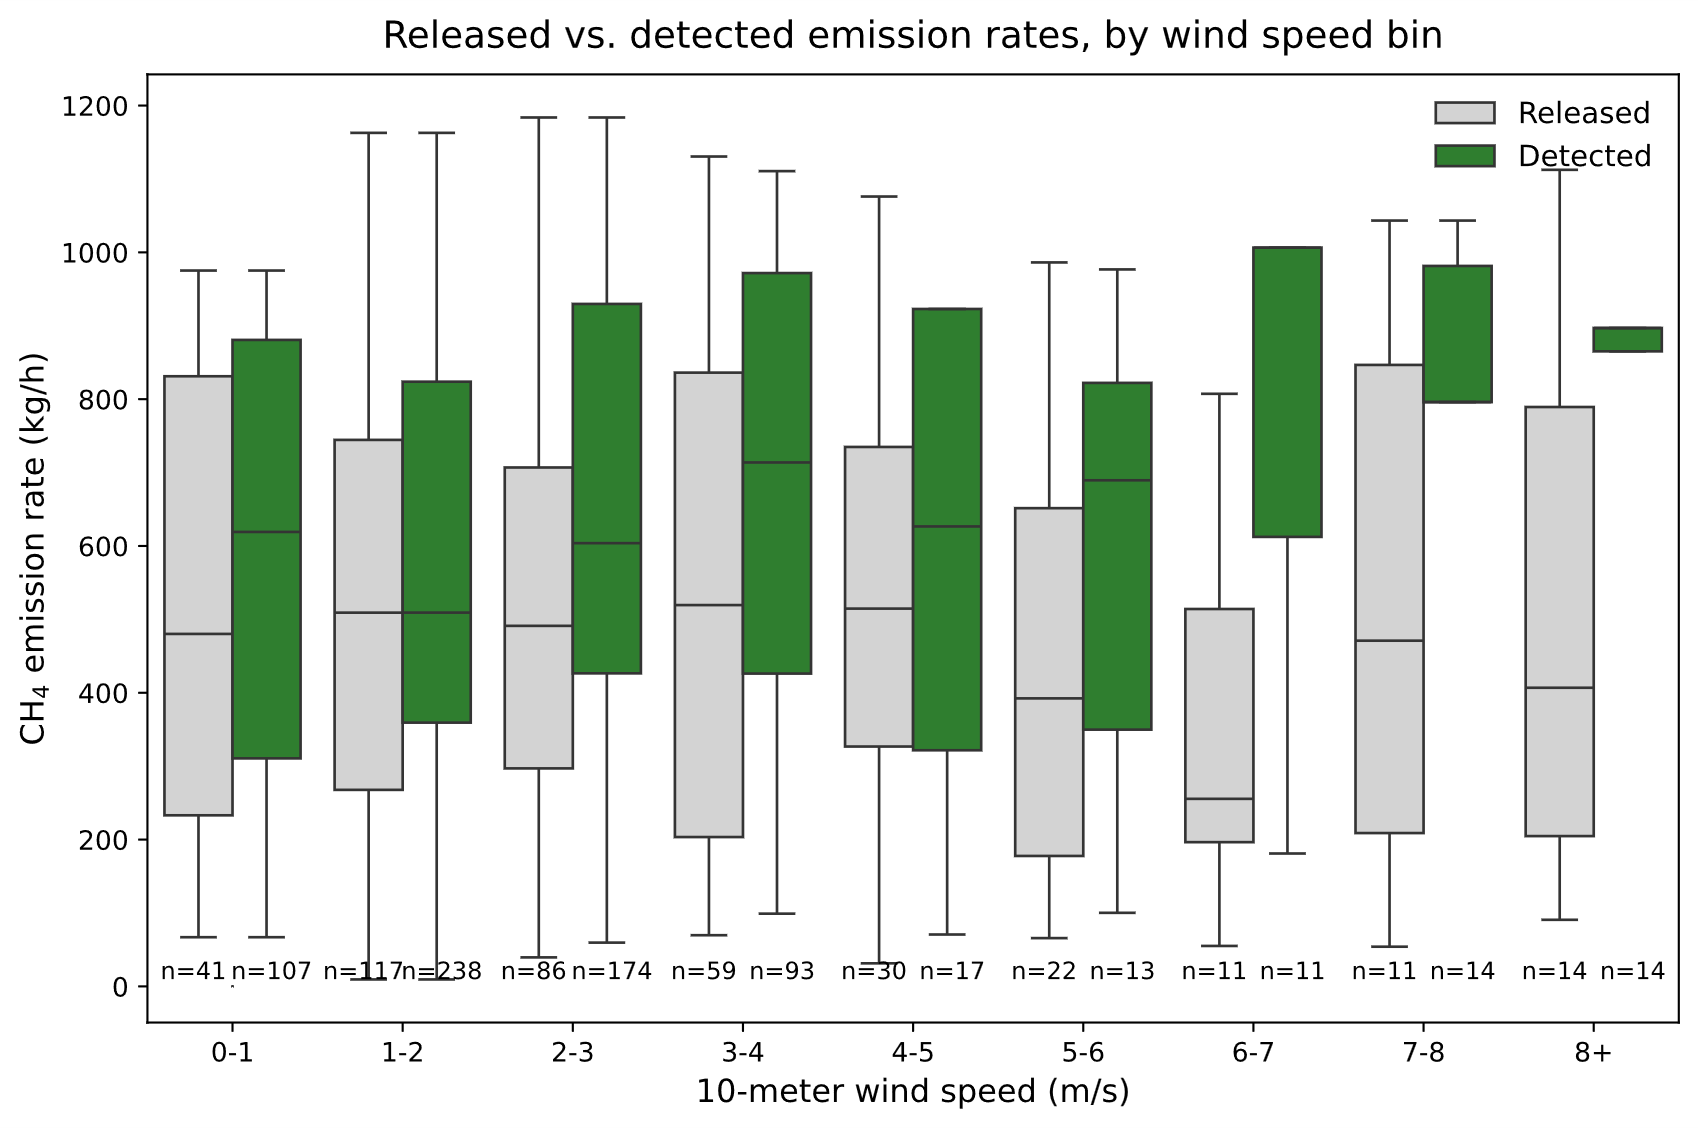 Released vs. detected emission rates, by wind speed bin
Released
Detected
CH₄ emission rate (kg/h)
1200
1000
800
600
400
200
0
n=41 n=107 n=117 n=238 n=86 n=174 n=59 n=93 n=30 n=17 n=22 n=13 n=11 n=11 n=11 n=14 n=14 n=14
0-1 1-2 2-3 3-4 4-5 5-6 6-7 7-8 8+
10-meter wind speed (m/s)